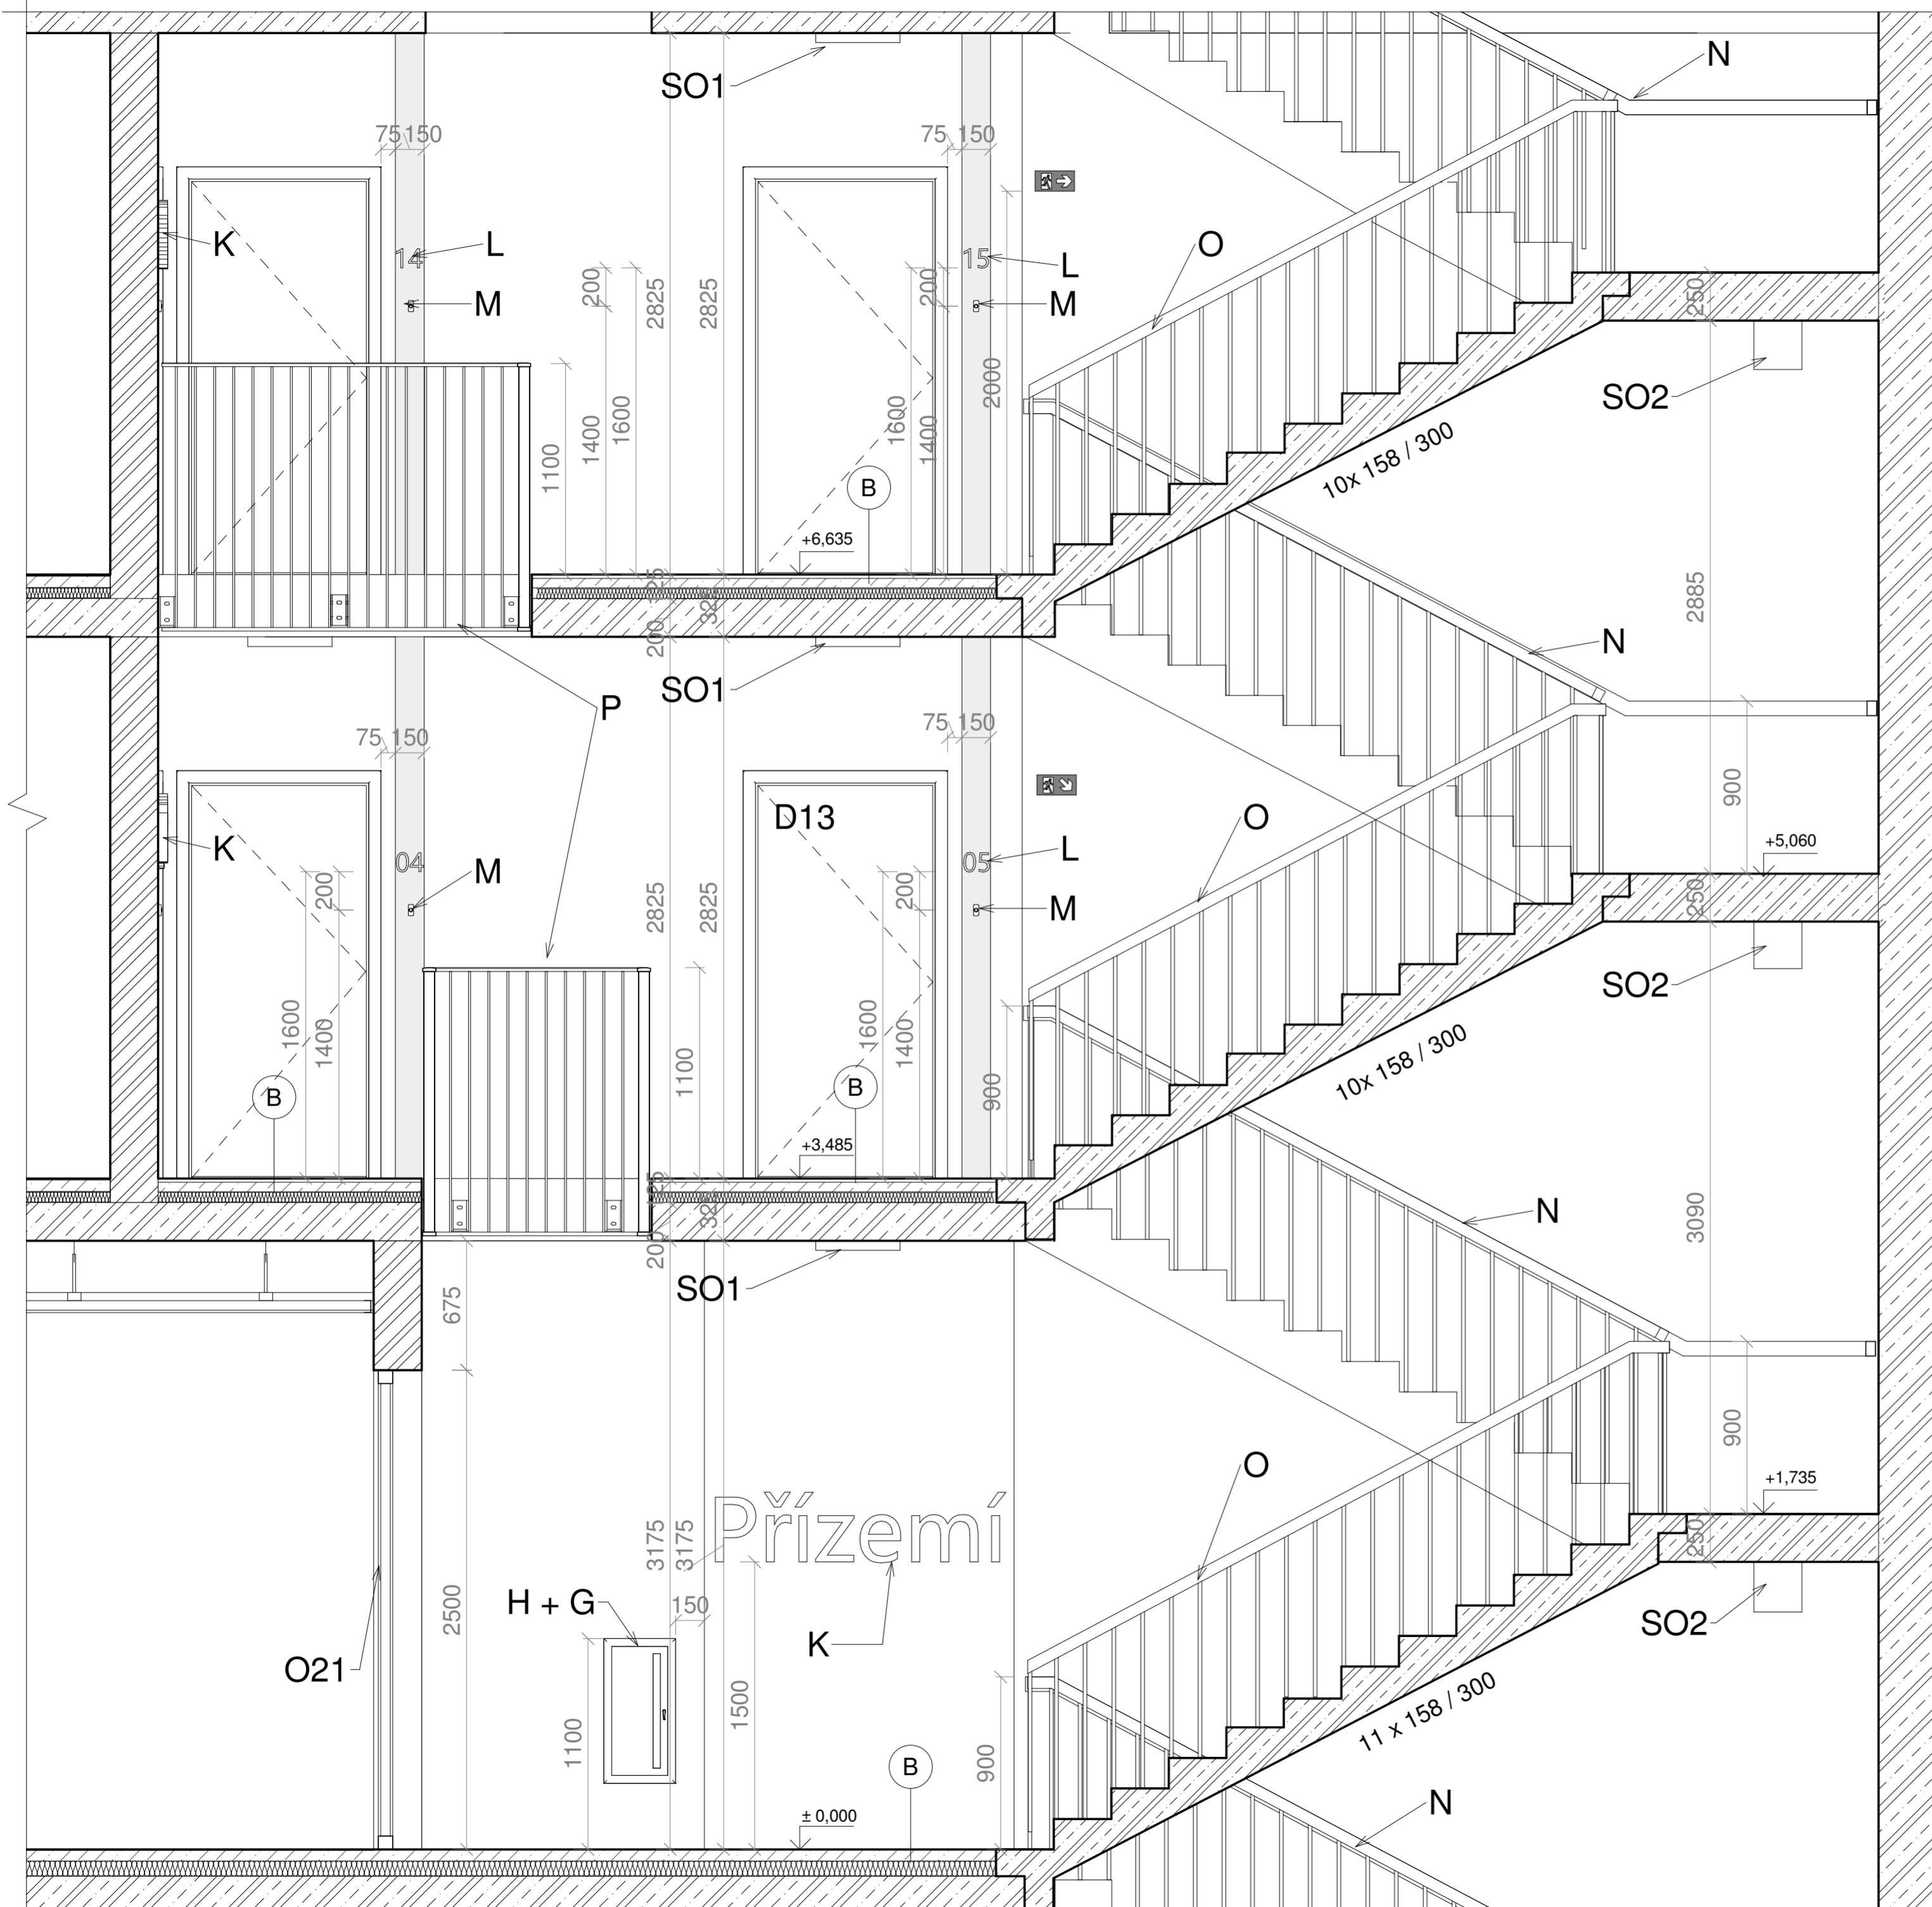 N
SO1
75 150
75 150
K
14
L
15
L
O
M
M
200
1400
1600
2825
2825
200
1600
1400
2000
250
SO2
1100
B
10x 158 / 300
+6,635
125
325
200
2885
N
SO1
P
75 150
75 150
D13
O
K
04
M
05
L
M
200
2825
2825
200
900
+5,060
250
SO2
1600
1400
1100
1600
1400
900
10x 158 / 300
B
B
+3,485
125
325
200
3090
N
SO1
675
900
O
+1,735
Přízemí
3175
3175
250
2500
H + G
150
K
SO2
O21
1100
1500
900
11 x 158 / 300
B
± 0,000
N